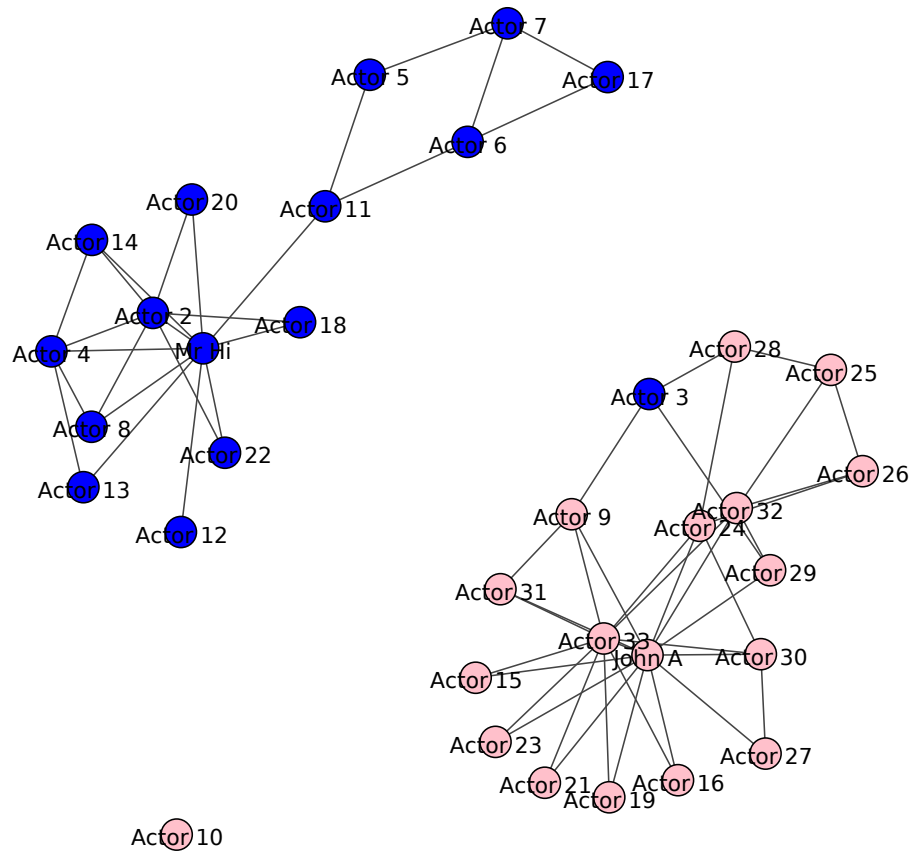 Actor 7
Actor 5
Actor 17
Actor 6
Actor 20
Actor 11
Actor 14
Actor 2
Actor 18
Mr Hi
Actor 4
Actor 28
Actor 25
Actor 3
Actor 8
Actor 22
Actor 26
Actor 13
Actor 32
Actor 9
Actor 24
Actor 12
Actor 29
Actor 31
Actor 33
John A
Actor 30
Actor 15
Actor 23
Actor 27
Actor 21
Actor 16
Actor 19
Actor 10